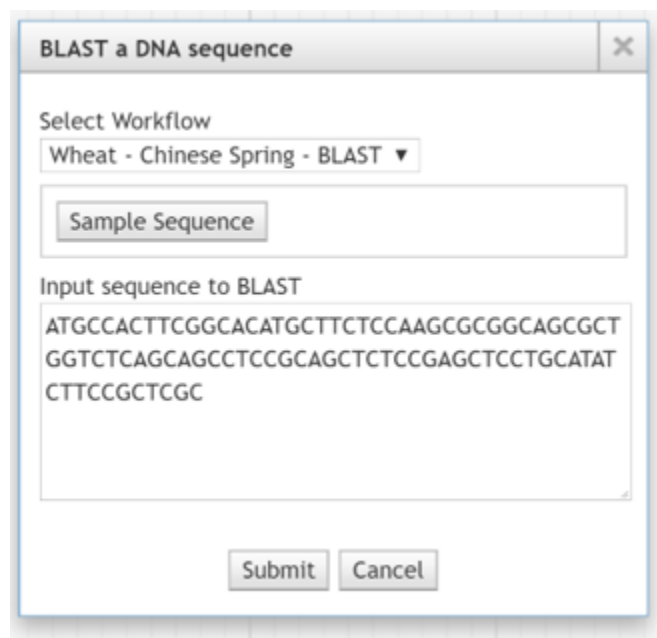 BLAST a DNA sequence
Select Workflow
Wheat - Chinese Spring - BLAST
Sample Sequence
Input sequence to BLAST
ATGCCACTTCGGCACATGCTTCTCCAAGCGCGGCAGCGCT
GGTCTCAGCAGCCTCCGCAGCTCTCCGAGCTCCTGCATAT
CTTCCGCTCGC
Submit Cancel